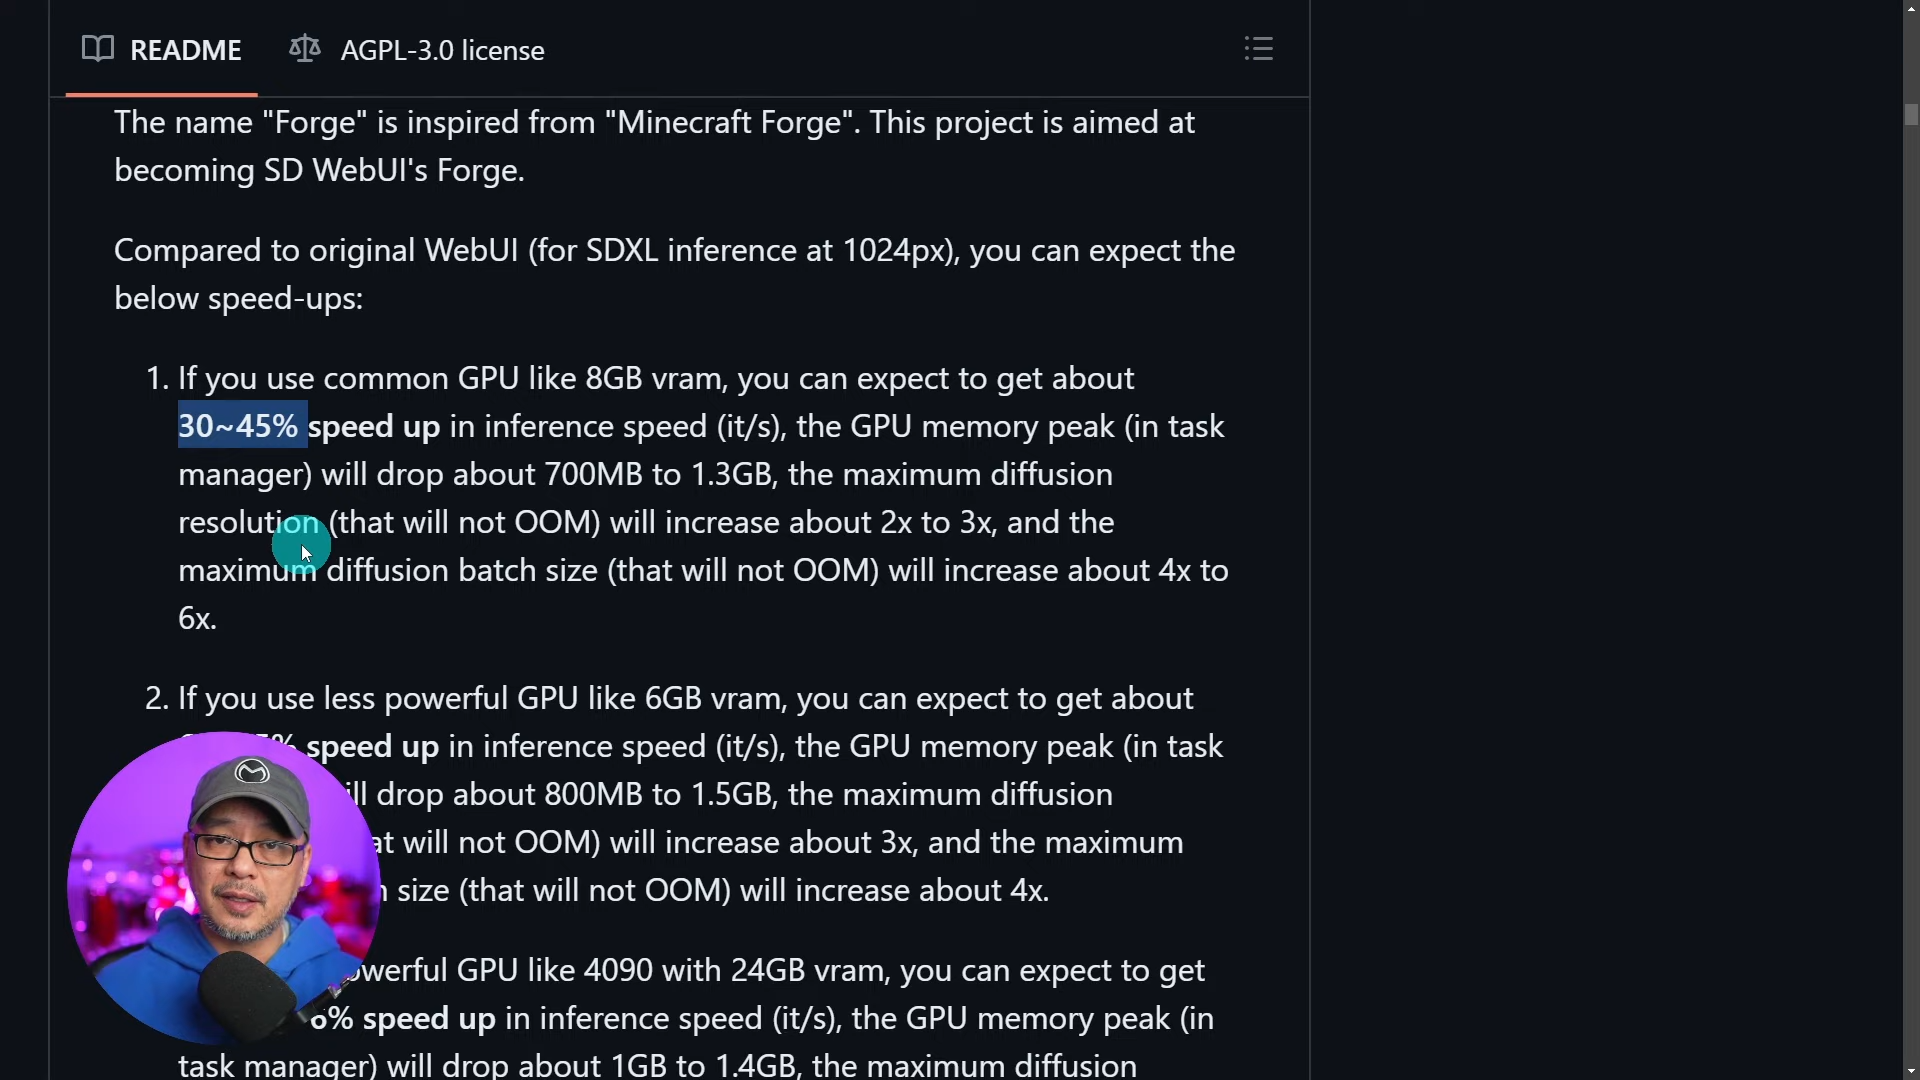 README
AGPL-3.0 license
The name "Forge" is inspired from "Minecraft Forge". This project is aimed at
becoming SD WebUI's Forge.
Compared to original WebUI (for SDXL inference at 1024px), you can expect the
below speed-ups:
1. If you use common GPU like 8GB vram, you can expect to get about
30~45% speed up in inference speed (it/s), the GPU memory peak (in task
manager) will drop about 700MB to 1.3GB, the maximum diffusion
resolution (that will not OOM) will increase about 2x to 3x, and the
maximum diffusion batch size (that will not OOM) will increase about 4x to
6x.
2. If you use less powerful GPU like 6GB vram, you can expect to get about
speed up in inference speed (it/s), the GPU memory peak (in task
drop about 800MB to 1.5GB, the maximum diffusion
will not OOM) will increase about 3x, and the maximum
size (that will not OOM) will increase about 4x.
GPU like 4090 with 24GB vram, you can expect to get
6% speed up in inference speed (it/s), the GPU memory peak (in
task manager) will drop about 1GB to 1.4GB, the maximum diffusion